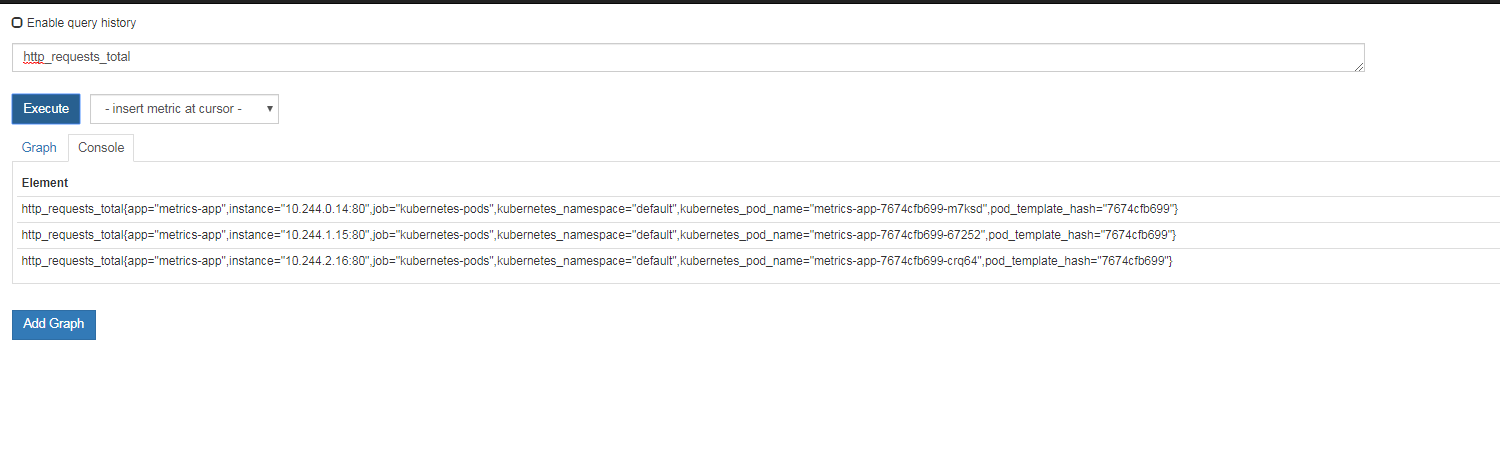 Enable query history
http_requests_total
Execute - insert metric at cursor -
Graph Console
Element
http_requests_total{app="metrics-app",instance="10.244.0.14:80",job="kubernetes-pods",kubernetes_namespace="default",kubernetes_pod_name="metrics-app-7674cfb699-m7ksd",pod_template_hash="7674cfb699"}
http_requests_total{app="metrics-app",instance="10.244.1.15:80",job="kubernetes-pods",kubernetes_namespace="default",kubernetes_pod_name="metrics-app-7674cfb699-67252",pod_template_hash="7674cfb699"}
http_requests_total{app="metrics-app",instance="10.244.2.16:80",job="kubernetes-pods",kubernetes_namespace="default",kubernetes_pod_name="metrics-app-7674cfb699-crq64",pod_template_hash="7674cfb699"}
Add Graph